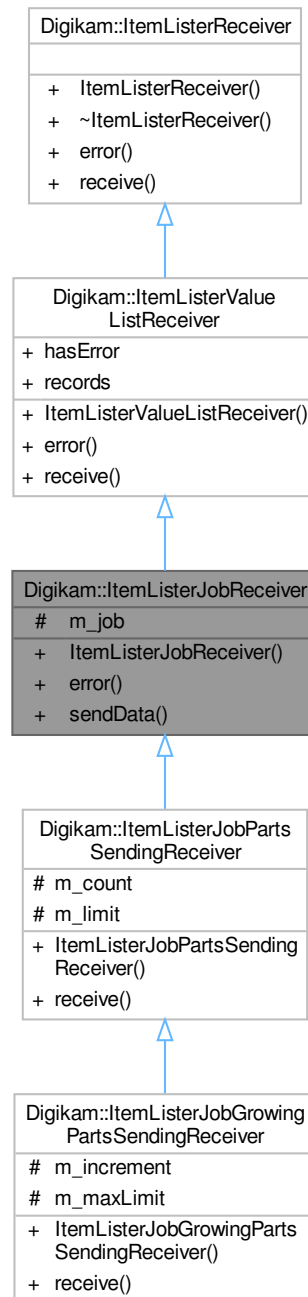 Digikam::ItemListerReceiver
+ ItemListerReceiver()
+ ~ItemListerReceiver()
+ error()
+ receive()
Digikam::ItemListerValue
ListReceiver
+ hasError
+ records
+ ItemListerValueListReceiver()
+ error()
+ receive()
Digikam::ItemListerJobReceiver
# m_job
+ ItemListerJobReceiver()
+ error()
+ sendData()
Digikam::ItemListerJobParts
SendingReceiver
# m_count
# m_limit
+ ItemListerJobPartsSending
Receiver()
+ receive()
Digikam::ItemListerJobGrowing
PartsSendingReceiver
# m_increment
# m_maxLimit
+ ItemListerJobGrowingParts
SendingReceiver()
+ receive()